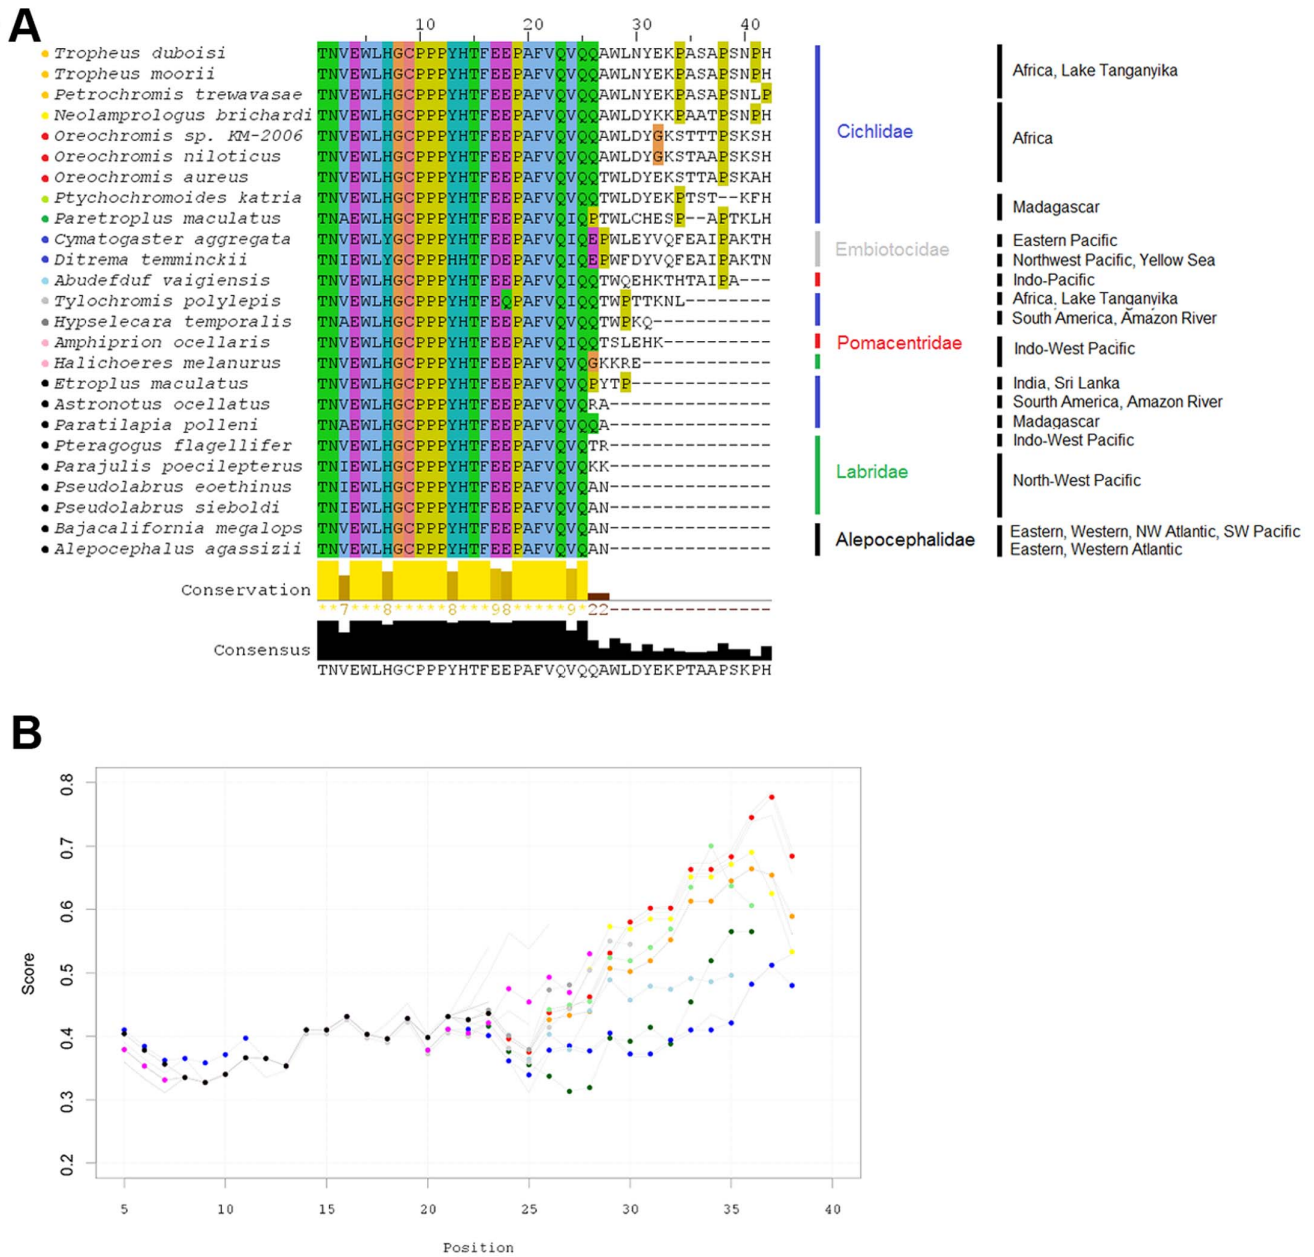 A
10 20 30 40
Tropheus duboisi TNVEWLHGCPPPYHTFEEPAFVQVQQAWLNYEKPASAPSNPH
Tropheus moorii TNVEWLHGCPPPYHTFEEPAFVQVQQAWLNYEKPASAPSNPH
Africa, Lake Tanganyika
Petrochromis trewavasae TNVEWLHGCPPPYHTFEEPAFVQVQQAWLNYEKPASAPSNLP
Neolamprologus brichardi TNVEWLHGCPPPYHTFEEPAFVQVQQAWLDYKKPAATPSNPH
Oreochromis sp. KM-2006 TNVEWLHGCPPPYHTFEEPAFVQVQQAWLDYGKSTTTPSKSH
Cichlidae
Africa
Oreochromis niloticus TNVEWLHGCPPPYHTFEEPAFVQVQQAWLDYGKSTAAPSKSH
Oreochromis aureus TNVEWLHGCPPPYHTFEEPAFVQVQQTWLDYEKSTTAPSKAH
Ptychochromoides katria TNVEWLHGCPPPYHTFEEPAFVQVQQTWLDYEKPTST--KFH
Madagascar
Paretroplus maculatus TNAEWLHGCPPPYHTFEEPAFVQIQPTWLCHESP--APTKLH
Cymatogaster aggregata TNAEWLYGCPPPYHTFEEPAFVQIQEPWLEYVQFEAIPAKTH
Embiotocidae
Eastern Pacific
Ditrema temminckii TNIEWLYGCPPPHHTFDEPAFVQIQEPWFDYVQFEAIPAKTN
Northwest Pacific, Yellow Sea
Abudefduf vaigiensis TNVEWLHGCPPPYHTFEEPAFVQIQQTWQEHKTHTAIPA---
Indo-Pacific
Tylochromis polylepis TNVEWLHGCPPPYHTFEQPAFVQIQQTWPTTKNL--------
Africa, Lake Tanganyika
Hypselecara temporalis TNAEWLHGCPPPYHTFEEPAFVQVQQTWPKQ-----------
South America, Amazon River
Amphiprion ocellaris TNVEWLHGCPPPYHTFEEPAFVQIQQTSLEHK----------
Pomacentridae
Indo-West Pacific
Halichoeres melanurus TNVEWLHGCPPPYHTFEEPAFVQVQGKKRE------------
Etroplus maculatus TNVEWLHGCPPPYHTFEEPAFVQVQPYTP-------------
India, Sri Lanka
Astronotus ocellatus TNVEWLHGCPPPYHTFEEPAFVQVQRA---------------
South America, Amazon River
Paratilapia polleni TNAEWLHGCPPPYHTFEEPAFVQVQQA---------------
Madagascar
Pteragogus flagellifer TNVEWLHGCPPPYHTFEEPAFVQVQTR---------------
Indo-West Pacific
Parajulis poecilepterus TNIEWLHGCPPPYHTFEEPAFVQVQKK---------------
Labridae
North-West Pacific
Pseudolabrus eoethinus TNIEWLHGCPPPYHTFEEPAFVQVQAN---------------
Pseudolabrus sieboldi TNIEWLHGCPPPYHTFEEPAFVQVQAN---------------
Bajacalifornia megalops TNVEWLHGCPPPYHTFEEPAFVQVQAN---------------
Alepocephalidae
Eastern, Western, NW Atlantic, SW Pacific
Alepocephalus agassizii TNVEWLHGCPPPYHTFEEPAFVQVQAN---------------
Eastern, Western Atlantic
Conservation
**7***8*****8***98*****9*22---------------
Consensus
TNVEWLHGCPPPYHTFEEPAFVQVQQAWLDYEKPTAAPSKPH
B
0.8
0.7
0.6
0.5
0.4
0.3
0.2
Score
5 10 15 20 25 30 35 40
Position